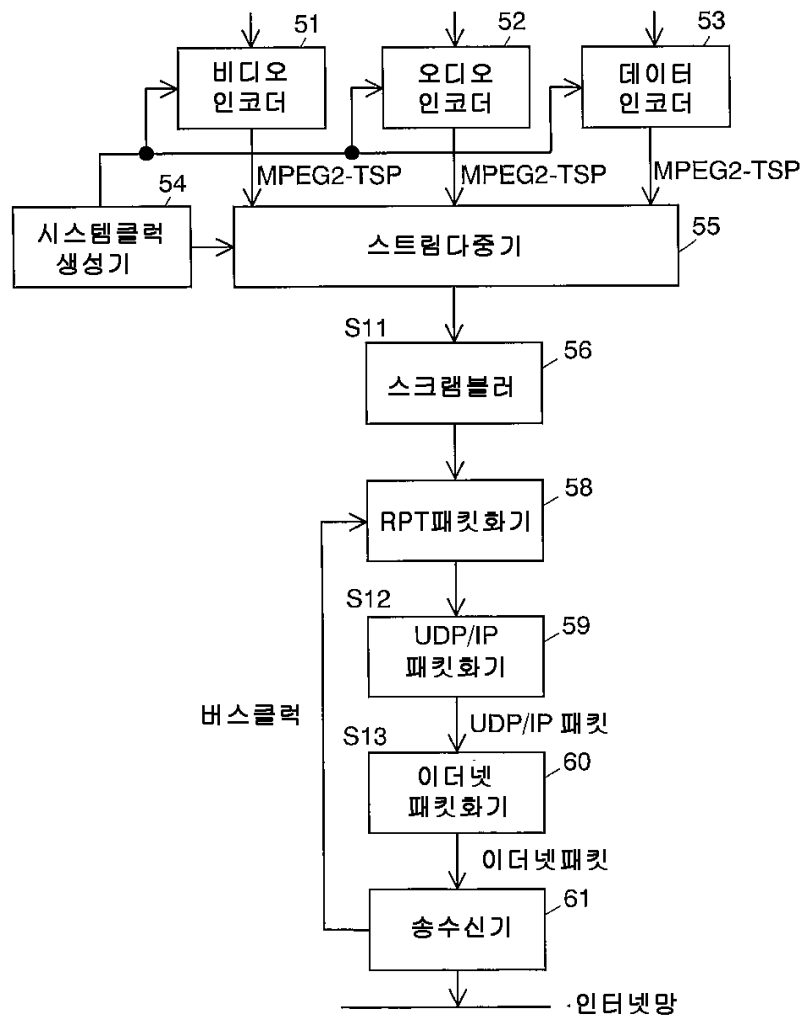 51
비디오
인코더
52
오디오
인코더
53
데이터
인코더
MPEG2-TSP
MPEG2-TSP
MPEG2-TSP
54
시스템클럭
생성기
스트림다중기
55
S11
스크램블러
56
RPT패킷화기
58
S12
UDP/IP
패킷화기
59
버스클럭
UDP/IP 패킷
S13
이더넷
패킷화기
60
이더넷패킷
송수신기
61
인터넷망